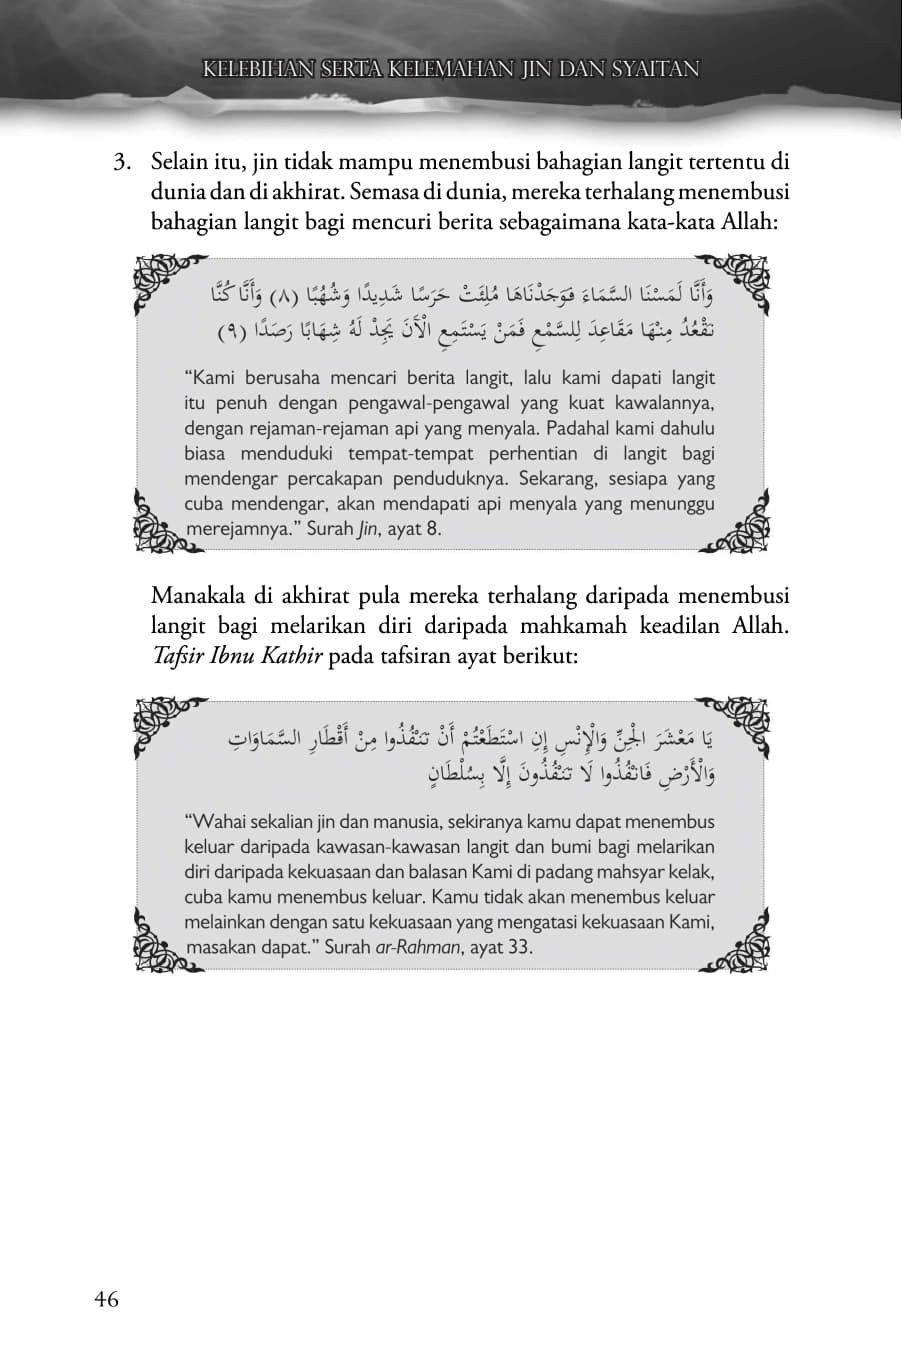 KELEBIHAN SERTA KELEMAHAN JIN DAN SYAITAN
3. Selain itu, jin tidak mampu menembusi bahagian langit tertentu di
dunia dan di akhirat. Semasa di dunia, mereka terhalang menembusi
bahagian langit bagi mencuri berita sebagaimana kata-kata Allah:
وَأَنَّا لَمَسْنَا السَّمَاءَ فَوَجَدْنَاهَا مُلِئَتْ حَرَسًا شَدِيدًا وَشُهُبًا (٨) وَأَنَّا كُنَّا
نَقْعُدُ مِنْهَا مَقَاعِدَ لِلسَّمْعِ فَمَنْ يَسْتَمِعِ الْآنَ يَجِدْ لَهُ شِهَابًا رَصَدًا (٩)
“Kami berusaha mencari berita langit, lalu kami dapati langit
itu penuh dengan pengawal-pengawal yang kuat kawalannya,
dengan rejaman-rejaman api yang menyala. Padahal kami dahulu
biasa menduduki tempat-tempat perhentian di langit bagi
mendengar percakapan penduduknya. Sekarang, sesiapa yang
cuba mendengar, akan mendapati api menyala yang menunggu
merejamnya.” Surah Jin, ayat 8.
Manakala di akhirat pula mereka terhalang daripada menembusi
langit bagi melarikan diri daripada mahkamah keadilan Allah.
Tafsir Ibnu Kathir pada tafsiran ayat berikut:
يَا مَعْشَرَ الْجِنِّ وَالْإِنْسِ إِنِ اسْتَطَعْتُمْ أَنْ تَنْفُذُوا مِنْ أَقْطَارِ السَّمَاوَاتِ
وَالْأَرْضِ فَانْفُذُوا لَا تَنْفُذُونَ إِلَّا بِسُلْطَانٍ
“Wahai sekalian jin dan manusia, sekiranya kamu dapat menembus
keluar daripada kawasan-kawasan langit dan bumi bagi melarikan
diri daripada kekuasaan dan balasan Kami di padang mahsyar kelak,
cuba kamu menembus keluar. Kamu tidak akan menembus keluar
melainkan dengan satu kekuasaan yang mengatasi kekuasaan Kami,
masakan dapat.” Surah ar-Rahman, ayat 33.
46